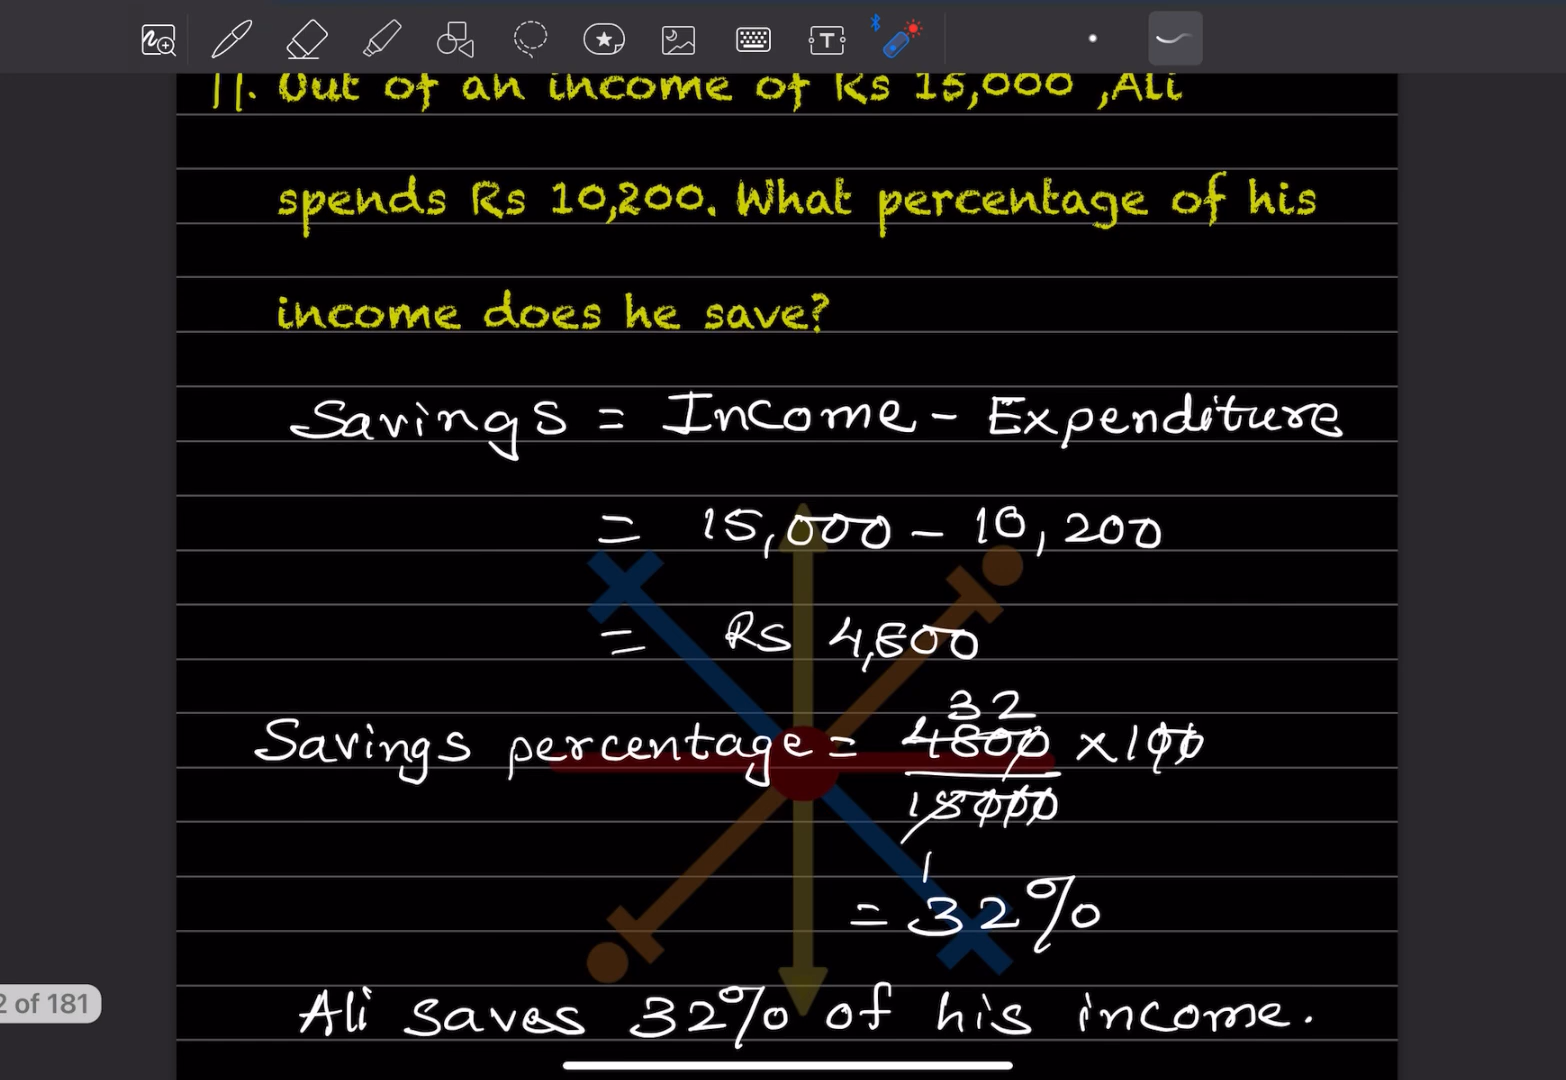 11. Out of an income of Rs 15,000 ,Ali
spends Rs 10,200. What percentage of his
income does he save?
Savings = Income - Expenditure
= 15,000 - 10,200
= Rs 4,800
32
Savings percentage = 4800 x 100
15000
1
= 32%
Ali saves 32% of his income.
2 of 181
T